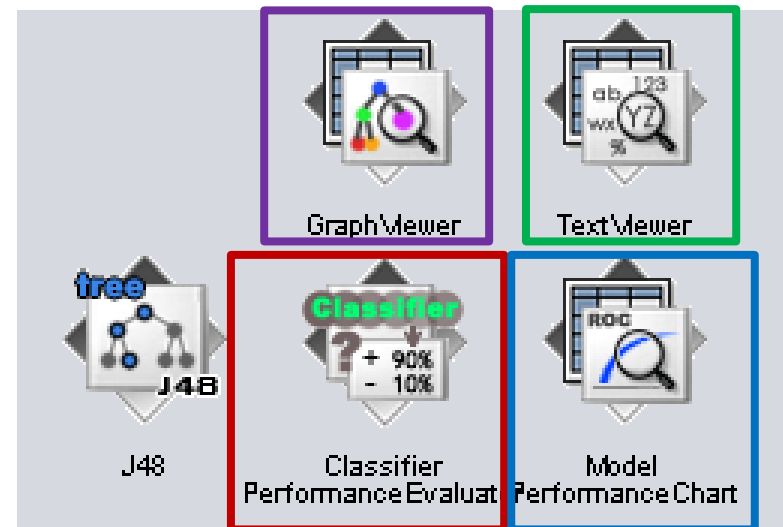 GraphViewer
TextViewer
ab 123
wx YZ
%
tree
J48
J48
Classifier
?
+ 90%
- 10%
Classifier
PerformanceEvaluat
ROC
Model
PerformanceChart